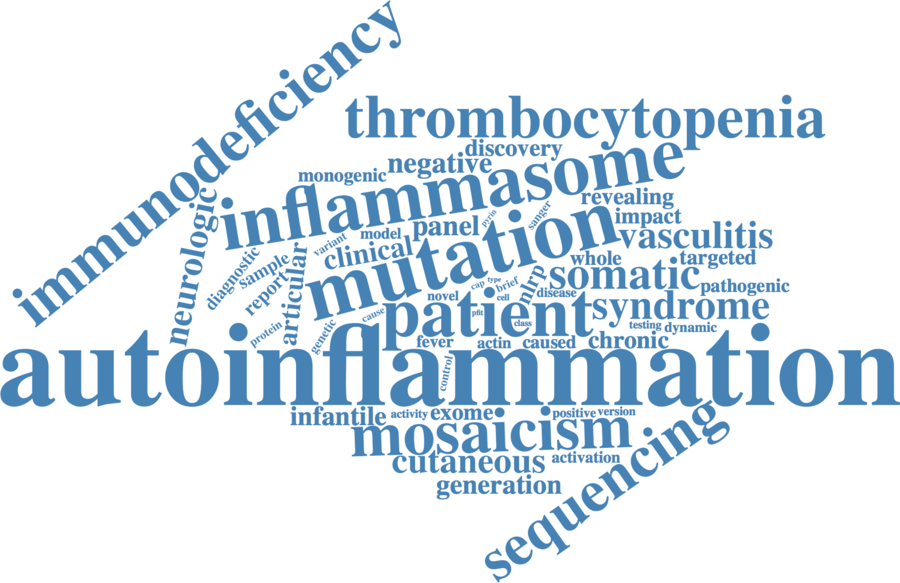 immunodeficiency
thrombocytopenia
discovery
negative
monogenic
inflammasome
neurologic
revealing
impact
sanger
pyrin
panel
model
variant
clinical
mutation
vasculitis
diagnostic
sample
report
articular
whole
targeted
somatic
pathogenic
nlrp
brief
type
cap
cell
disease
novel
patient
syndrome
pfit
class
cause
genetic
protein
testing
dynamic
fever
actin
caused
chronic
autoinflammation
control
infantile
activity
exome
positive
version
mosaicism
sequencing
cutaneous
activation
generation